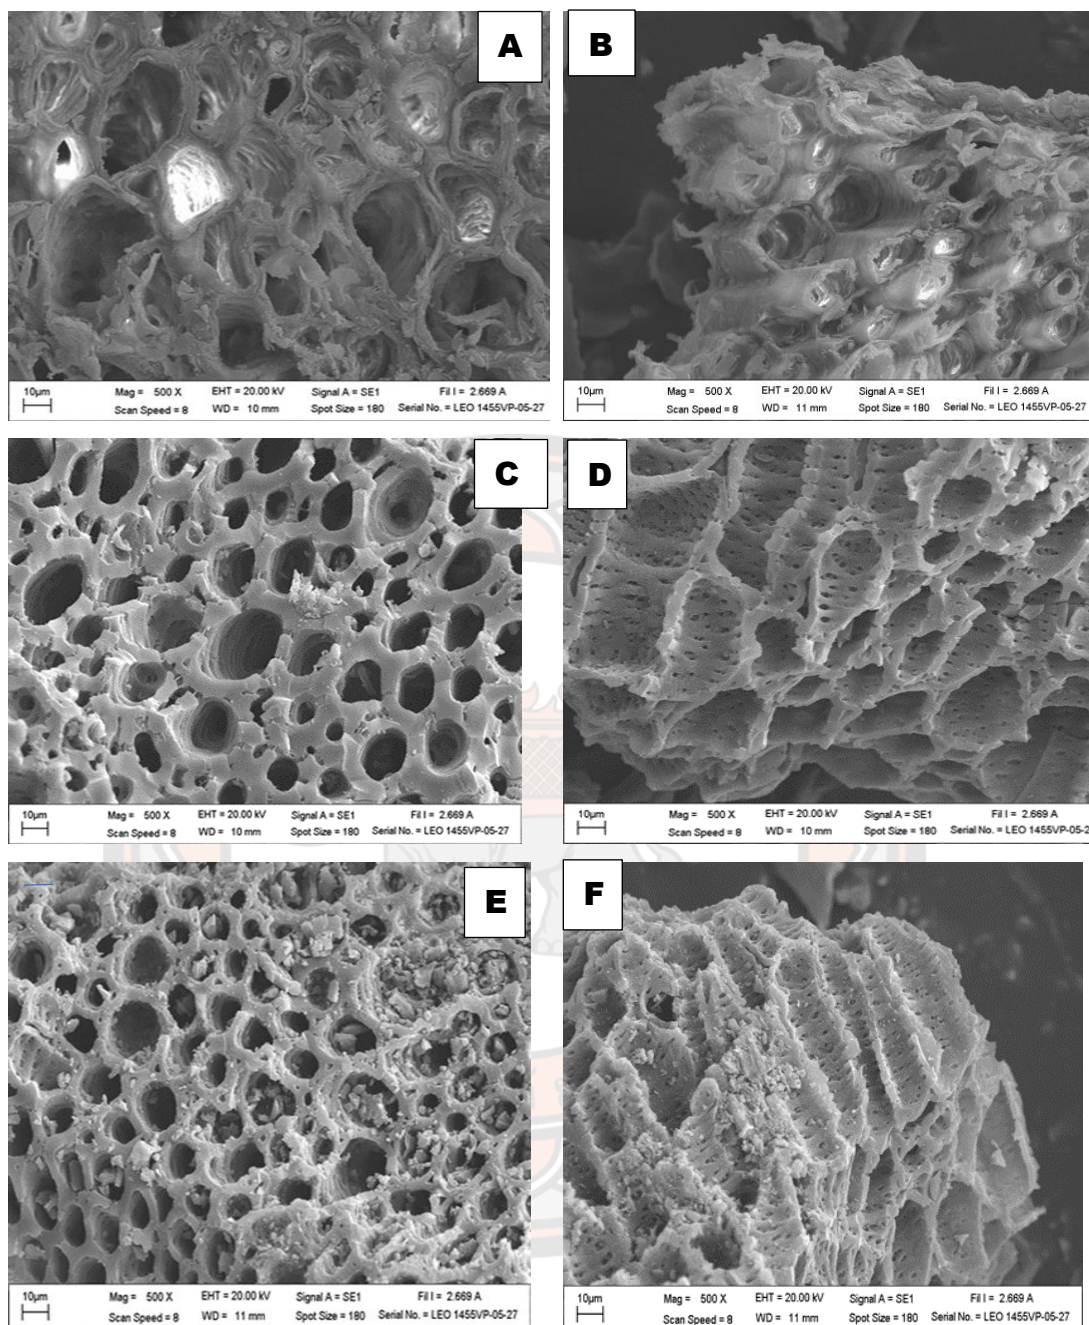 A
B
10µm Mag = 500 X EHT = 20.00 kV Signal A = SE1 Fil I = 2.669 A
Scan Speed = 8 WD = 10 mm Spot Size = 180 Serial No. = LEO 1455VP-05-27
10µm Mag = 500 X EHT = 20.00 kV Signal A = SE1 Fil I = 2.669 A
Scan Speed = 8 WD = 11 mm Spot Size = 180 Serial No. = LEO 1455VP-05-27
C
D
10µm Mag = 500 X EHT = 20.00 kV Signal A = SE1 Fil I = 2.669 A
Scan Speed = 8 WD = 10 mm Spot Size = 180 Serial No. = LEO 1455VP-05-27
10µm Mag = 500 X EHT = 20.00 kV Signal A = SE1 Fil I = 2.669 A
Scan Speed = 8 WD = 10 mm Spot Size = 180 Serial No. = LEO 1455VP-05-2
E
F
10µm Mag = 500 X EHT = 20.00 kV Signal A = SE1 Fil I = 2.669 A
Scan Speed = 8 WD = 11 mm Spot Size = 180 Serial No. = LEO 1455VP-05-27
10µm Mag = 500 X EHT = 20.00 kV Signal A = SE1 Fil I = 2.669 A
Scan Speed = 8 WD = 11 mm Spot Size = 180 Serial No. = LEO 1455VP-05-27